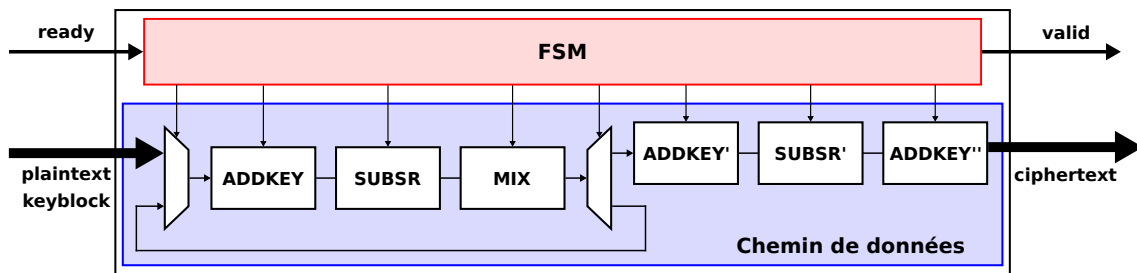 ready
FSM
valid
plaintext
keyblock
ADDKEY
SUBSR
MIX
ADDKEY'
SUBSR'
ADDKEY''
ciphertext
Chemin de données